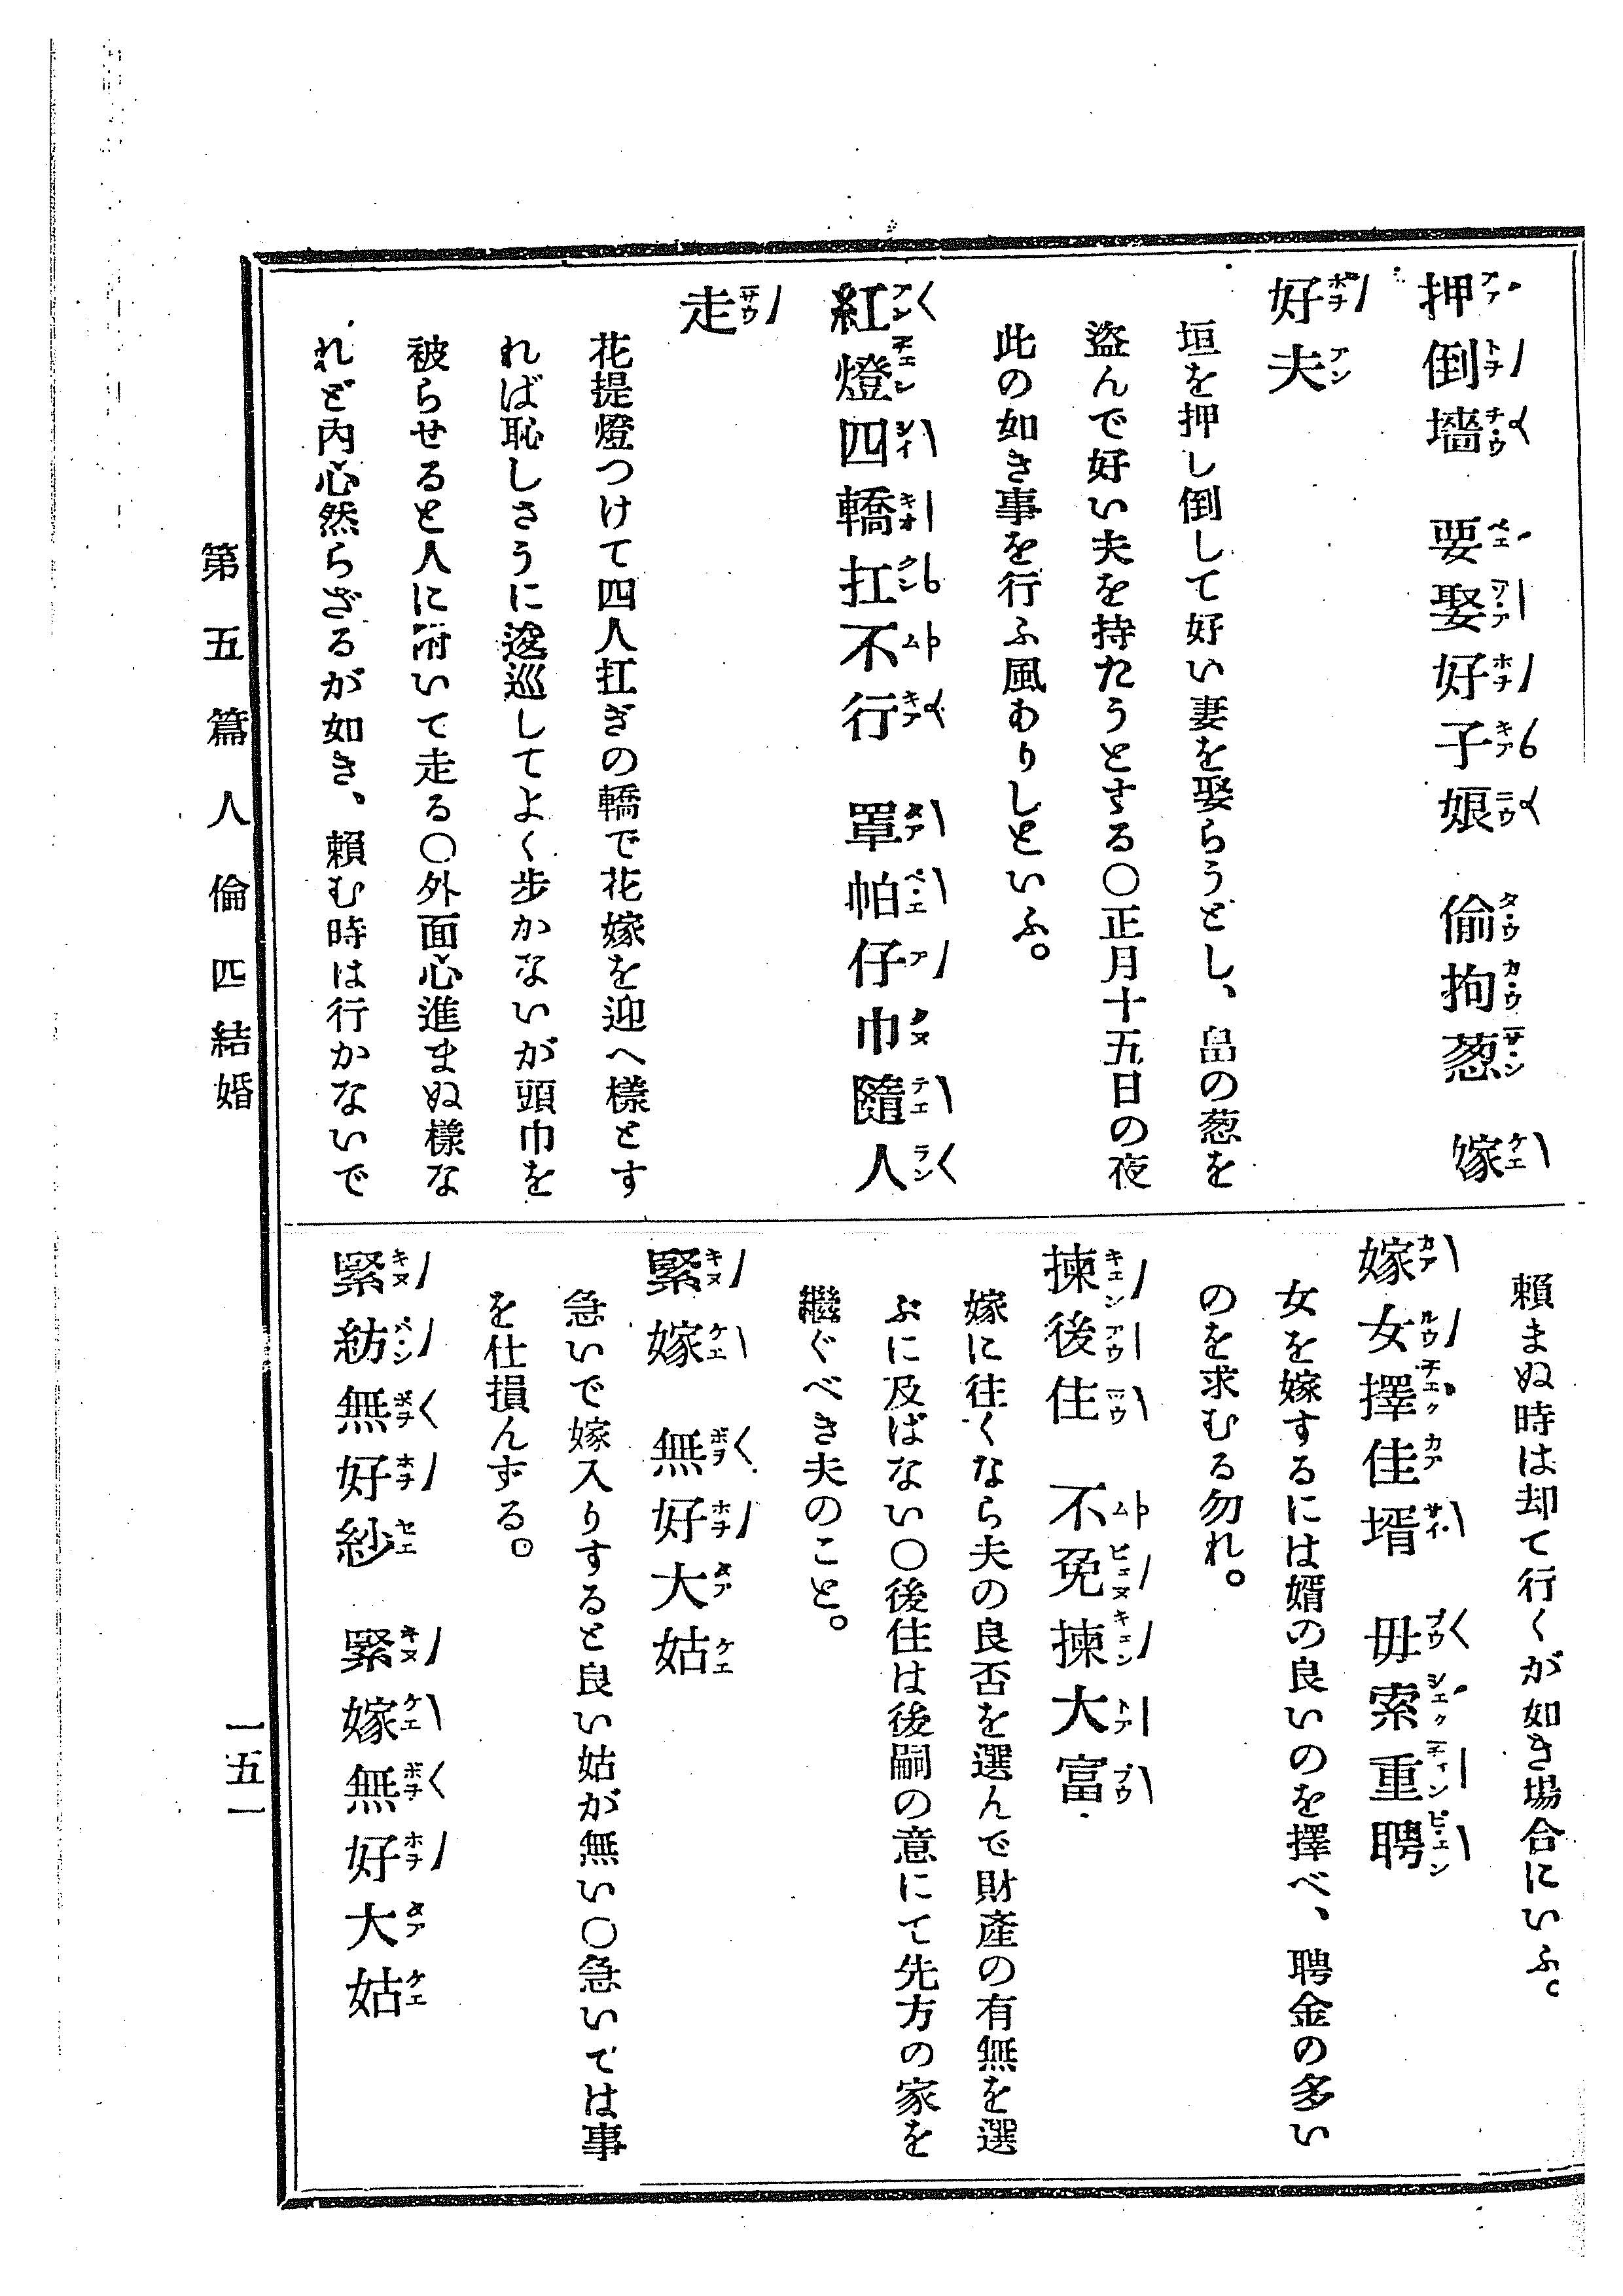 押倒墻　要娶好子娘　偷拘葱　嫁
好夫
垣を押し倒して好い妻を娶らうとし、畠の葱を
盜んで好い夫を持たうとする〇正月十五日の夜
此の如き事を行ふ風ありしといふ。
紅燈四轎扛不行　罩帕仔巾隨人
走
花提燈つけて四人扛ぎの轎で花嫁を迎へ樣とす
れば恥しさうに逡巡してよく步かないが頭巾を
被らせると人に附いて走る〇外面心進まぬ樣な
れど內心然らざるが如き、賴む時は行かないで
賴まぬ時は却て行くが如き場合にいふ。
嫁女擇佳壻　毋索重聘
女を嫁するには婿の良いのを擇べ、聘金の多い
のを求むる勿れ。
揀後住　不免揀大富
嫁に往くなら夫の良否を選んで財產の有無を選
ぶに及ばない〇後住は後嗣の意にて先方の家を
繼ぐべき夫のこと。
緊嫁　無好大姑
急いで嫁入りすると良い姑が無い〇急いでは事
を仕損んずる。
緊紡無好紗　緊嫁無好大姑
第五篇 人倫 匹 結婚
一五一